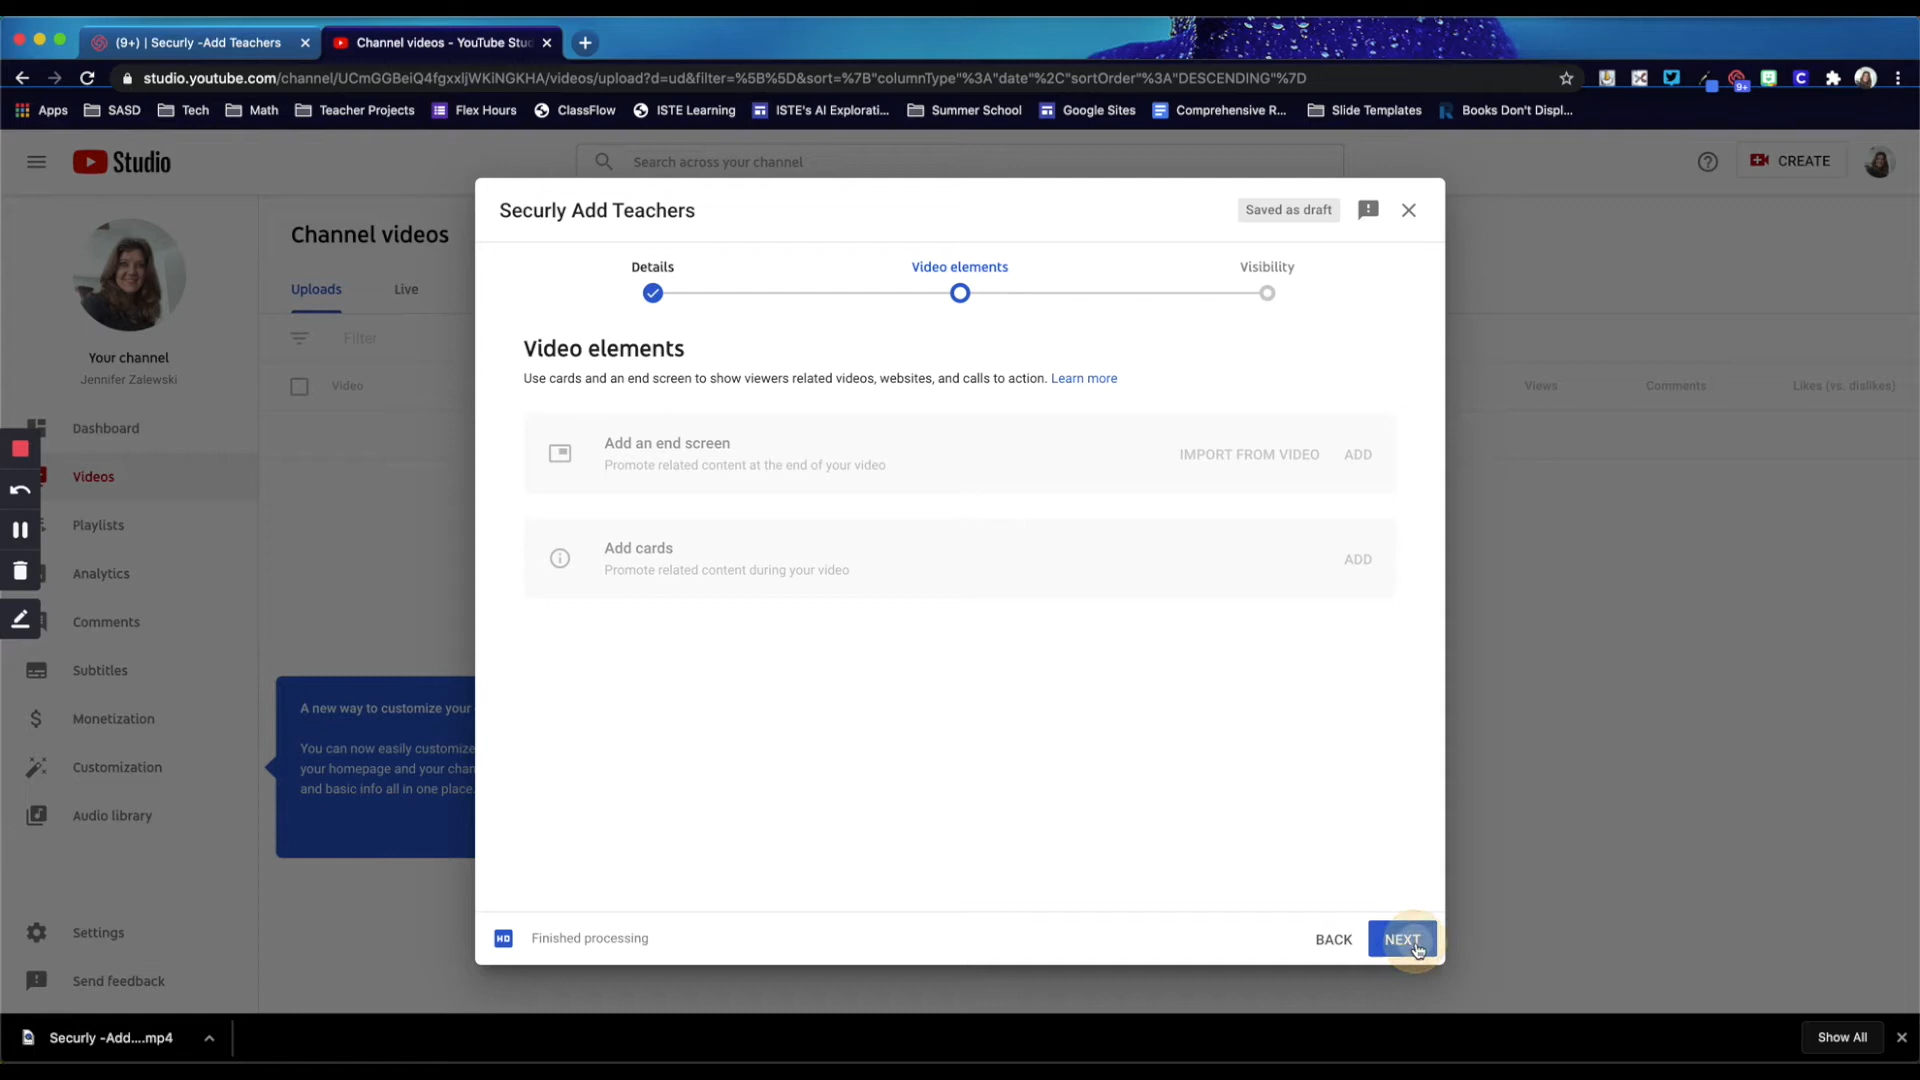 (9+) | Securly -Add Teachers
Channel videos - YouTube Stu
studio.youtube.com/channel/UCmGGBeiQ4fgxxljWKiNGKHA/videos/upload?d=ud&filter=%5B%5D&sort=%7B"columnType"%3A"date"%2C"sortOrder"%3A"DESCENDING"%7D
9+
Apps
SASD
Tech
Math
Teacher Projects
Flex Hours
ClassFlow
ISTE Learning
ISTE's AI Explorati...
Summer School
Google Sites
Comprehensive R...
Slide Templates
Books Don't Displ...
Studio
Search across your channel
CREATE
Your channel
Jennifer Zalewski
Dashboard
Videos
Playlists
Analytics
Comments
Subtitles
Monetization
Customization
Audio library
Settings
Send feedback
Channel videos
Uploads
Live
Filter
Video
Views
Comments
Likes (vs. dislikes)
A new way to customize your
You can now easily customize
your homepage and your chan
and basic info all in one place.
Securly Add Teachers
Saved as draft
Details
Video elements
Visibility
Video elements
Use cards and an end screen to show viewers related videos, websites, and calls to action. Learn more
Add an end screen
Promote related content at the end of your video
IMPORT FROM VIDEO
ADD
Add cards
Promote related content during your video
ADD
HD
Finished processing
BACK
NEXT
Securly -Add....mp4
Show All